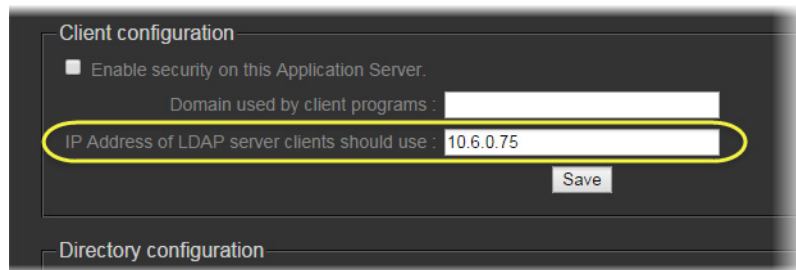 Client configuration
Enable security on this Application Server.
Domain used by client programs :
IP Address of LDAP server clients should use : 10.6.0.75
Save
Directory configuration